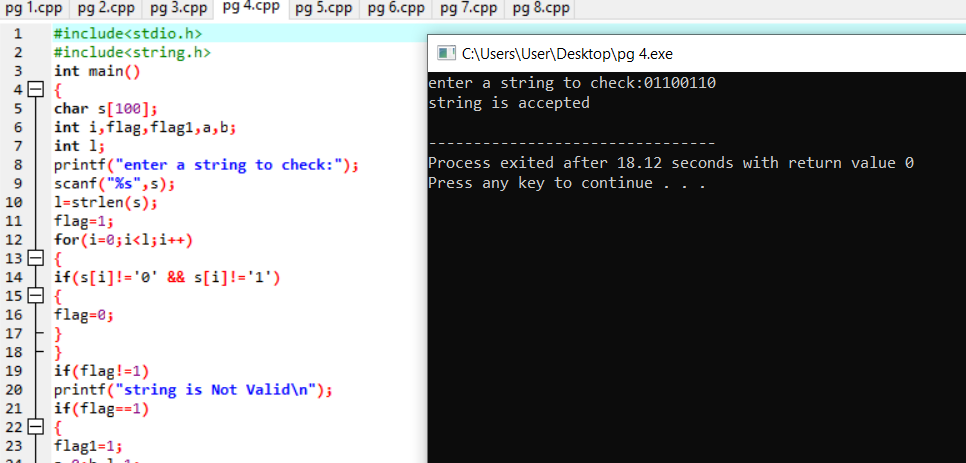 pg 1.cpp pg 2.cpp pg 3.cpp pg 4.cpp pg 5.cpp pg 6.cpp pg 7.cpp pg 8.cpp
1 #include<stdio.h>
2 #include<string.h>
3 int main()
4 {
5 char s[100];
6 int i,flag,flag1,a,b;
7 int l;
8 printf("enter a string to check:");
9 scanf("%s",s);
10 l=strlen(s);
11 flag=1;
12 for(i=0;i<l;i++)
13 {
14 if(s[i]!='0' && s[i]!='1')
15 {
16 flag=0;
17 }
18 }
19 if(flag!=1)
20 printf("string is Not Valid\n");
21 if(flag==1)
22 {
23 flag1=1;
C:\Users\User\Desktop\pg 4.exe
enter a string to check:01100110
string is accepted
--------------------------------
Process exited after 18.12 seconds with return value 0
Press any key to continue . . .